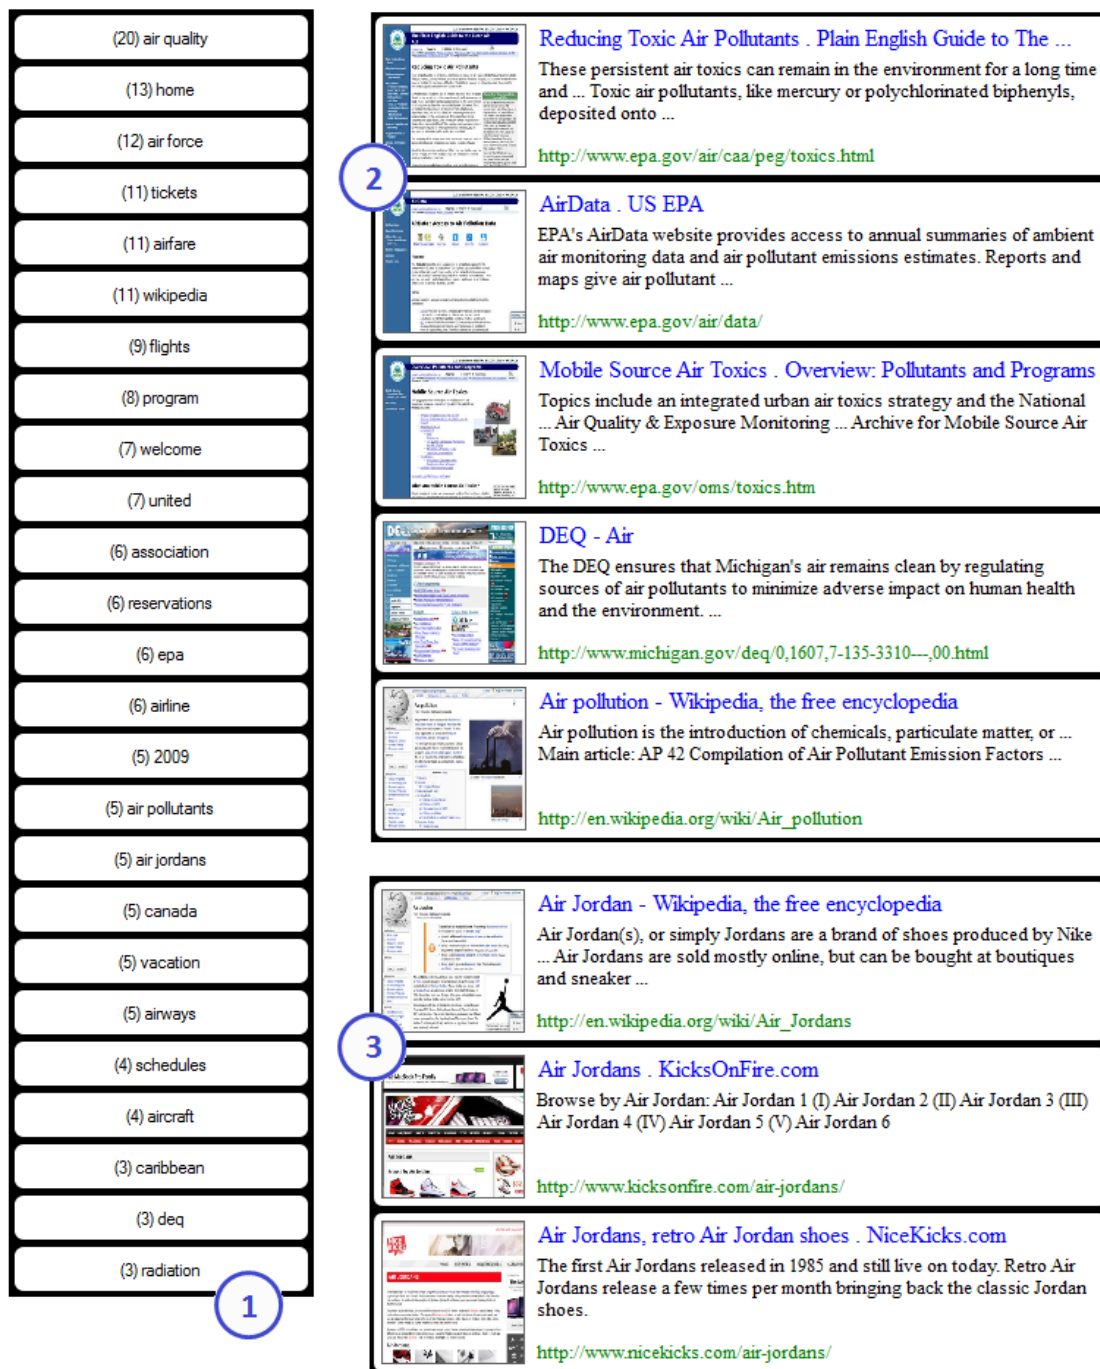 (20) air quality
(13) home
(12) air force
(11) tickets
(11) airfare
(11) wikipedia
(9) flights
(8) program
(7) welcome
(7) united
(6) association
(6) reservations
(6) epa
(6) airline
(5) 2009
(5) air pollutants
(5) air jordans
(5) canada
(5) vacation
(5) airways
(4) schedules
(4) aircraft
(3) caribbean
(3) deq
(3) radiation
1
2
Reducing Toxic Air Pollutants . Plain English Guide to The ...
These persistent air toxics can remain in the environment for a long time
and ... Toxic air pollutants, like mercury or polychlorinated biphenyls,
deposited onto ...
http://www.epa.gov/air/caa/peg/toxics.html
AirData . US EPA
EPA's AirData website provides access to annual summaries of ambient
air monitoring data and air pollutant emissions estimates. Reports and
maps give air pollutant ...
http://www.epa.gov/air/data/
Mobile Source Air Toxics . Overview: Pollutants and Programs
Topics include an integrated urban air toxics strategy and the National
... Air Quality & Exposure Monitoring ... Archive for Mobile Source Air
Toxics ...
http://www.epa.gov/oms/toxics.htm
DEQ - Air
The DEQ ensures that Michigan's air remains clean by regulating
sources of air pollutants to minimize adverse impact on human health
and the environment. ...
http://www.michigan.gov/deq/0,1607,7-135-3310---,00.html
Air pollution - Wikipedia, the free encyclopedia
Air pollution is the introduction of chemicals, particulate matter, or ...
Main article: AP 42 Compilation of Air Pollutant Emission Factors ...
http://en.wikipedia.org/wiki/Air_pollution
3
Air Jordan - Wikipedia, the free encyclopedia
Air Jordan(s), or simply Jordans are a brand of shoes produced by Nike
... Air Jordans are sold mostly online, but can be bought at boutiques
and sneaker ...
http://en.wikipedia.org/wiki/Air_Jordans
Air Jordans . KicksOnFire.com
Browse by Air Jordan: Air Jordan 1 (I) Air Jordan 2 (II) Air Jordan 3 (III)
Air Jordan 4 (IV) Air Jordan 5 (V) Air Jordan 6
http://www.kicksonfire.com/air-jordans/
Air Jordans, retro Air Jordan shoes . NiceKicks.com
The first Air Jordans released in 1985 and still live on today. Retro Air
Jordans release a few times per month bringing back the classic Jordan
shoes.
http://www.nicekicks.com/air-jordans/